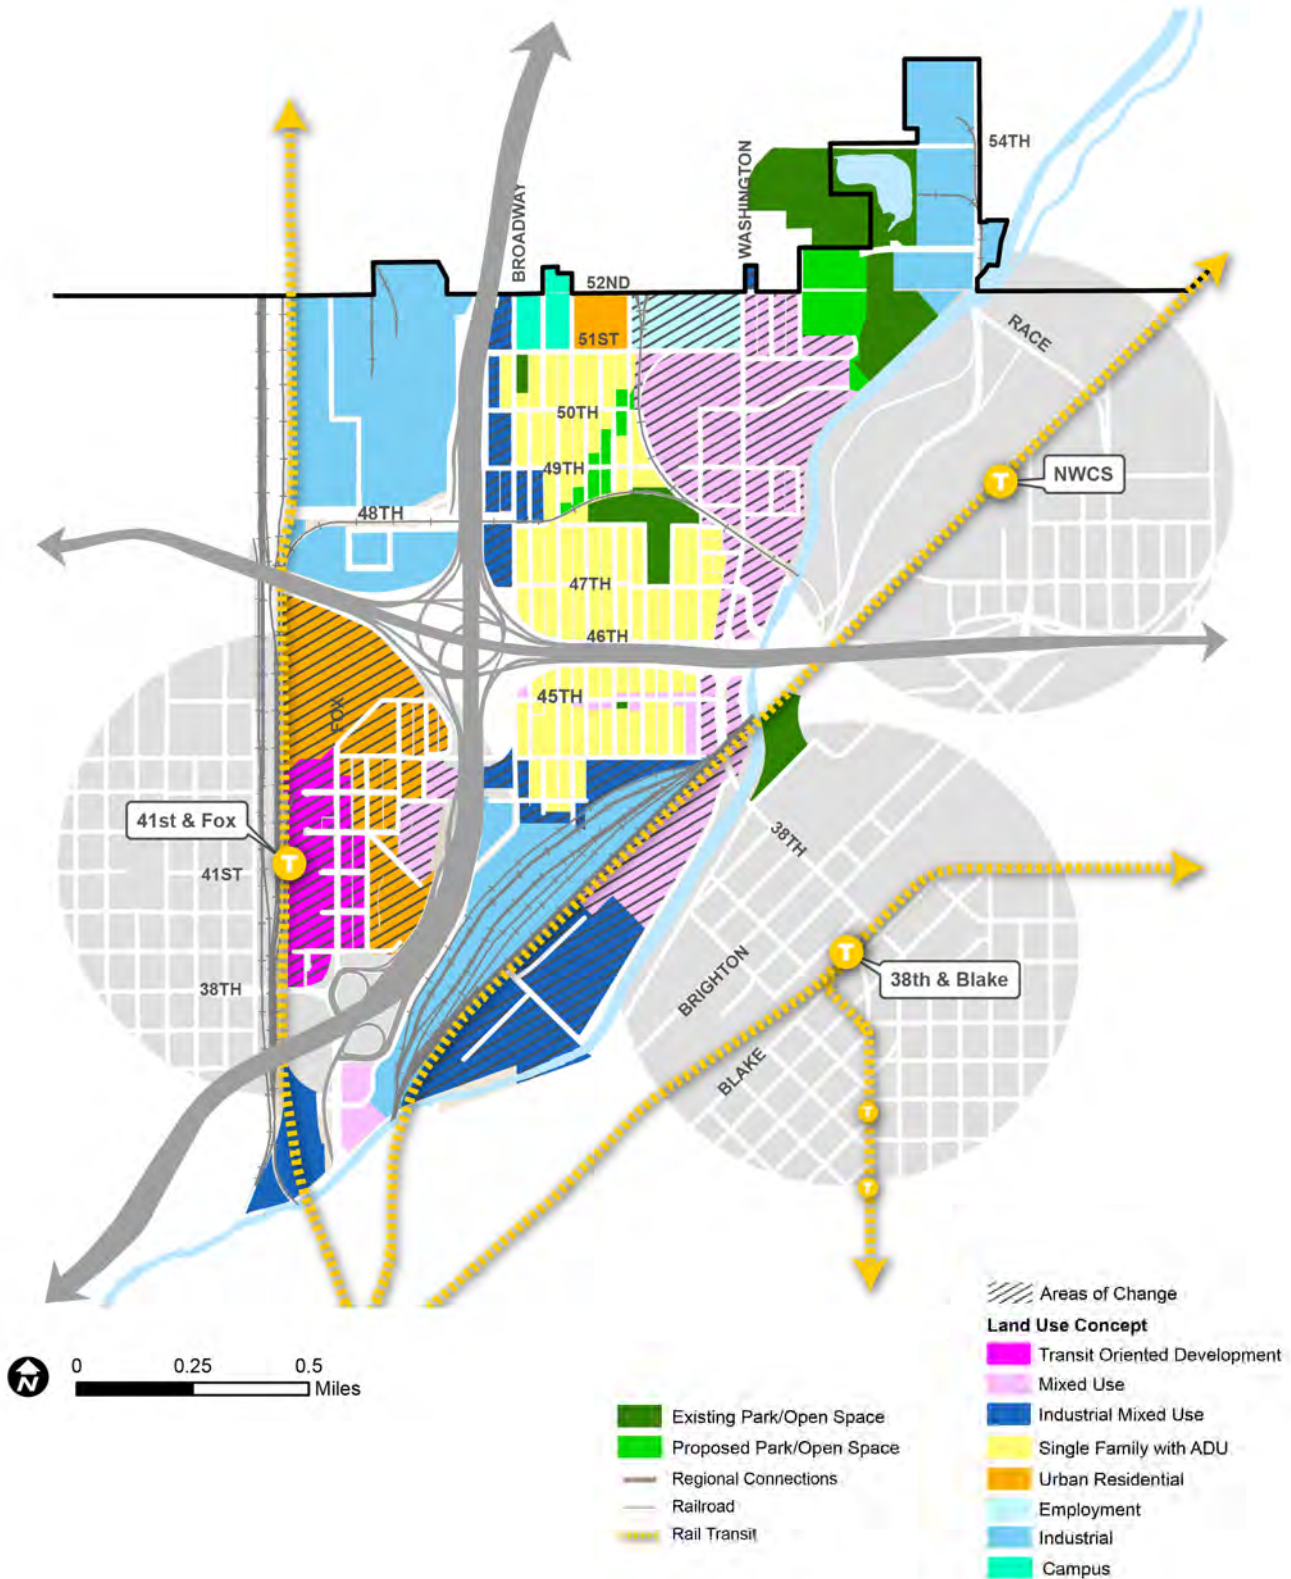 54TH
WASHINGTON
BROADWAY
52ND
51ST
RACE
50TH
49TH
NWCS
48TH
47TH
46TH
45TH
FOX
41st & Fox
41ST
38TH
38TH
BRIGHTON
38th & Blake
BLAKE
T
T
T
T
T
N
0 0.25 0.5
Miles
Areas of Change
Land Use Concept
Transit Oriented Development
Mixed Use
Industrial Mixed Use
Single Family with ADU
Urban Residential
Employment
Industrial
Campus
Existing Park/Open Space
Proposed Park/Open Space
Regional Connections
Railroad
Rail Transit